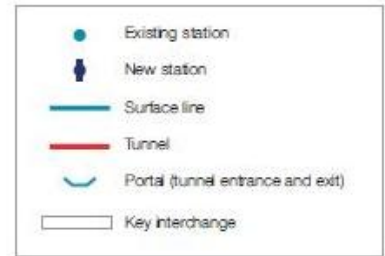 Existing station
New station
Surface line
Tunnel
Portal (tunnel entrance and exit)
Key interchange